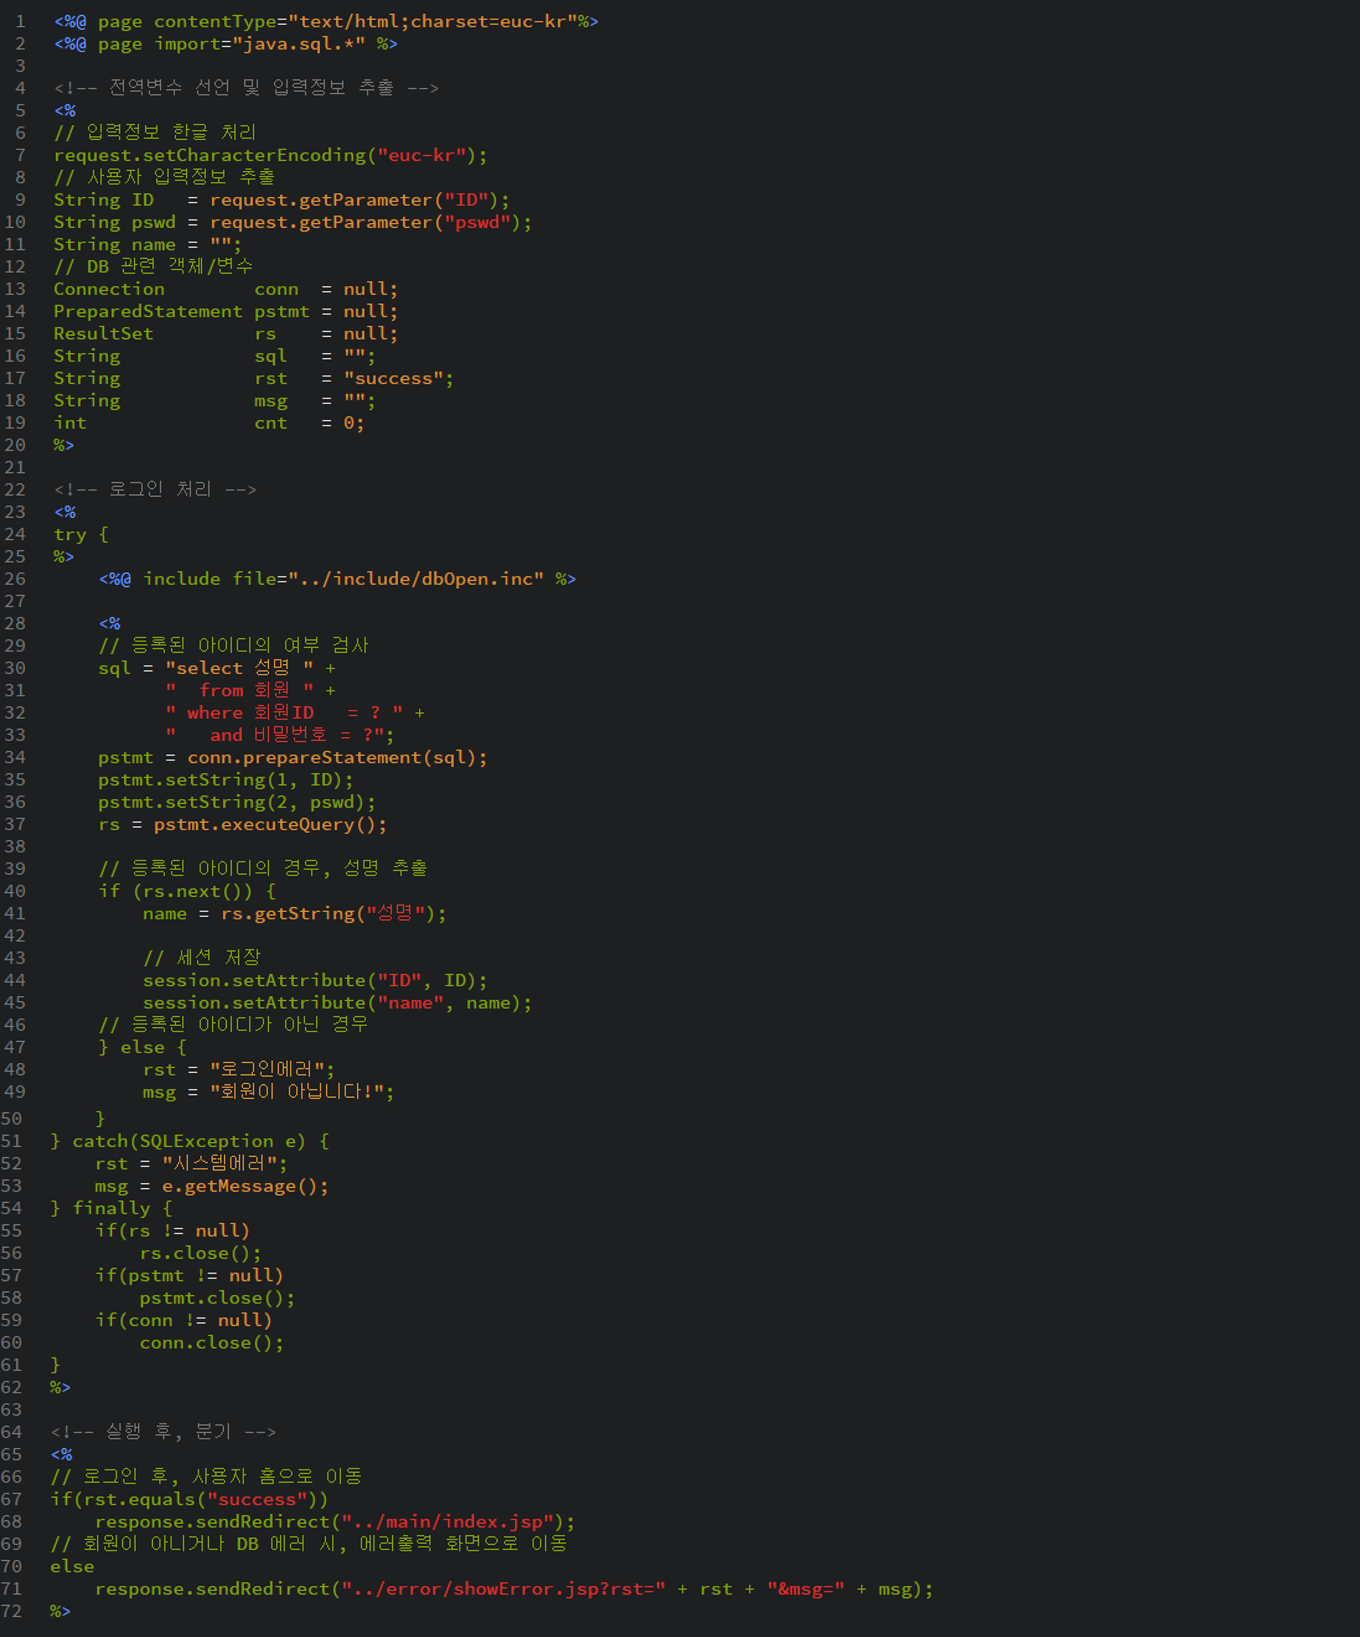 1 <%@ page contentType="text/html;charset=euc-kr"%>
2 <%@ page import="java.sql.*" %>
3
4 <!-- 전역변수 선언 및 입력정보 추출 -->
5 <%
6 // 입력정보 한글 처리
7 request.setCharacterEncoding("euc-kr");
8 // 사용자 입력정보 추출
9 String ID   = request.getParameter("ID");
10 String pswd = request.getParameter("pswd");
11 String name = "";
12 // DB 관련 객체/변수
13 Connection        conn  = null;
14 PreparedStatement pstmt = null;
15 ResultSet         rs    = null;
16 String            sql   = "";
17 String            rst   = "success";
18 String            msg   = "";
19 int               cnt   = 0;
20 %>
21
22 <!-- 로그인 처리 -->
23 <%
24 try {
25 %>
26     <%@ include file="../include/dbOpen.inc" %>
27
28     <%
29     // 등록된 아이디의 여부 검사
30     sql = "select 성명 " +
31           "  from 회원 " +
32           " where 회원ID   = ? " +
33           "   and 비밀번호 = ?";
34     pstmt = conn.prepareStatement(sql);
35     pstmt.setString(1, ID);
36     pstmt.setString(2, pswd);
37     rs = pstmt.executeQuery();
38
39     // 등록된 아이디의 경우, 성명 추출
40     if (rs.next()) {
41         name = rs.getString("성명");
42
43         // 세션 저장
44         session.setAttribute("ID", ID);
45         session.setAttribute("name", name);
46     // 등록된 아이디가 아닌 경우
47     } else {
48         rst = "로그인에러";
49         msg = "회원이 아닙니다!";
50     }
51 } catch(SQLException e) {
52     rst = "시스템에러";
53     msg = e.getMessage();
54 } finally {
55     if(rs != null)
56         rs.close();
57     if(pstmt != null)
58         pstmt.close();
59     if(conn != null)
60         conn.close();
61 }
62 %>
63
64 <!-- 실행 후, 분기 -->
65 <%
66 // 로그인 후, 사용자 홈으로 이동
67 if(rst.equals("success"))
68     response.sendRedirect("../main/index.jsp");
69 // 회원이 아니거나 DB 에러 시, 에러출력 화면으로 이동
70 else
71     response.sendRedirect("../error/showError.jsp?rst=" + rst + "&msg=" + msg);
72 %>